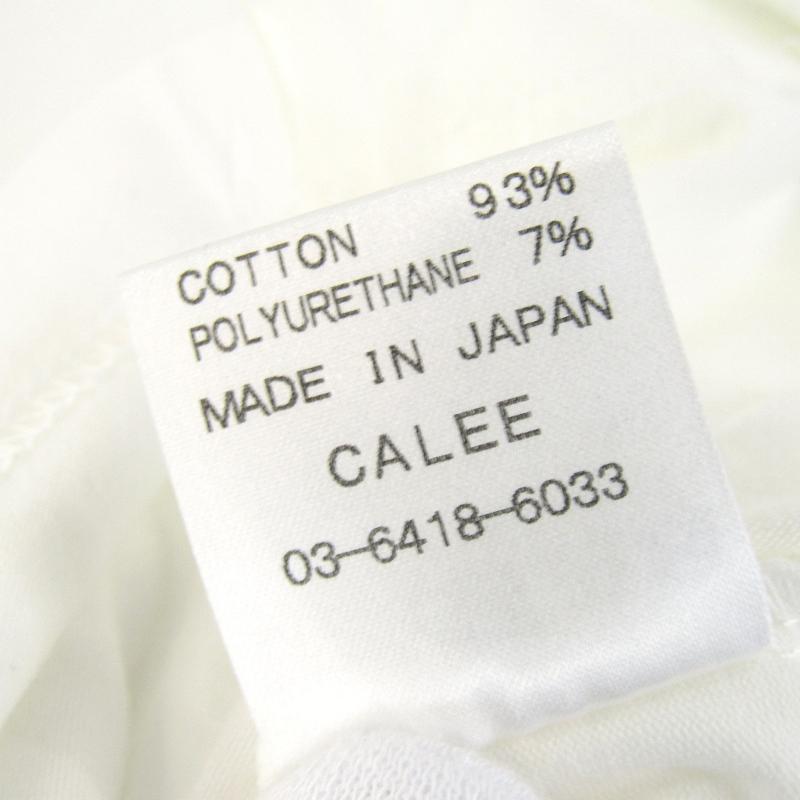 COTTON 93%
POLYURETHANE 7%
MADE IN JAPAN
CALEE
03-6418-6033